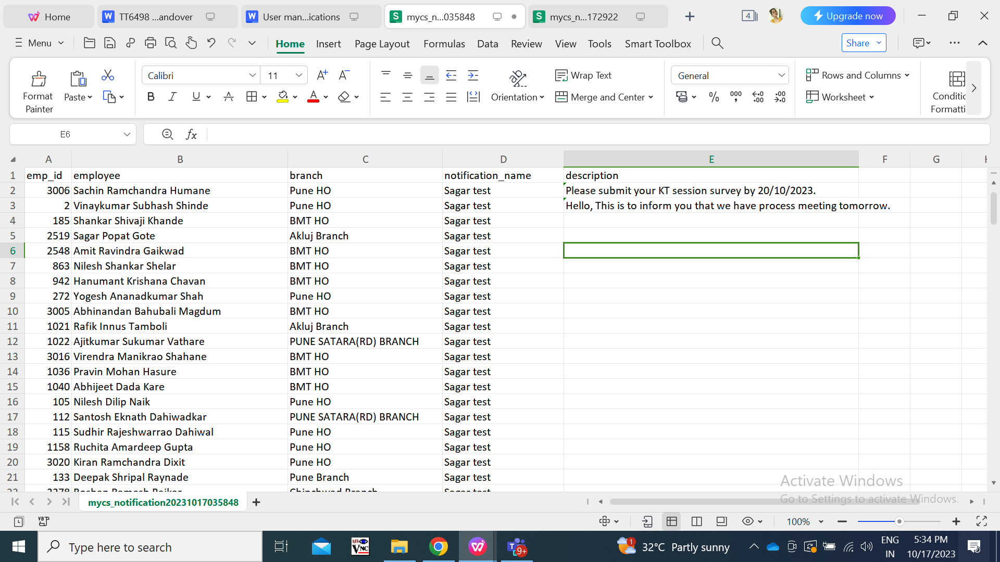 Home TT6498 ...andover User man...ications mycs_n...035848 mycs_n...172922 4 Upgrade now
Menu Home Insert Page Layout Formulas Data Review View Tools Smart Toolbox Share
Format Painter Paste Calibri 11 A+ A- B I U A A Orientation Wrap Text Merge and Center General % 000 Rows and Columns Worksheet Conditic Formatti
E6 fx
A B C D E F G
1 emp_id employee branch notification_name description
2 3006 Sachin Ramchandra Humane Pune HO Sagar test Please submit your KT session survey by 20/10/2023.
3 2 Vinaykumar Subhash Shinde Pune HO Sagar test Hello, This is to inform you that we have process meeting tomorrow.
4 185 Shankar Shivaji Khande BMT HO Sagar test
5 2519 Sagar Popat Gote Akluj Branch Sagar test
6 2548 Amit Ravindra Gaikwad BMT HO Sagar test
7 863 Nilesh Shankar Shelar BMT HO Sagar test
8 942 Hanumant Krishana Chavan BMT HO Sagar test
9 272 Yogesh Ananadkumar Shah Pune HO Sagar test
10 3005 Abhinandan Bahubali Magdum BMT HO Sagar test
11 1021 Rafik Innus Tamboli Akluj Branch Sagar test
12 1022 Ajitkumar Sukumar Vathare PUNE SATARA(RD) BRANCH Sagar test
13 3016 Virendra Manikrao Shahane BMT HO Sagar test
14 1036 Pravin Mohan Hasure BMT HO Sagar test
15 1040 Abhijeet Dada Kare BMT HO Sagar test
16 105 Nilesh Dilip Naik Pune HO Sagar test
17 112 Santosh Eknath Dahiwadkar PUNE SATARA(RD) BRANCH Sagar test
18 115 Sudhir Rajeshwarrao Dahiwal Pune HO Sagar test
19 1158 Ruchita Amardeep Gupta Pune HO Sagar test
20 3020 Kiran Ramchandra Dixit Pune HO Sagar test
21 133 Deepak Shripal Raynade Pune Branch Sagar test
Activate Windows
Go to Settings to activate Windows.
mycs_notification20231017035848
100%
Type here to search VNC 9+ 1 32°C Partly sunny ENG IN 5:34 PM 10/17/2023